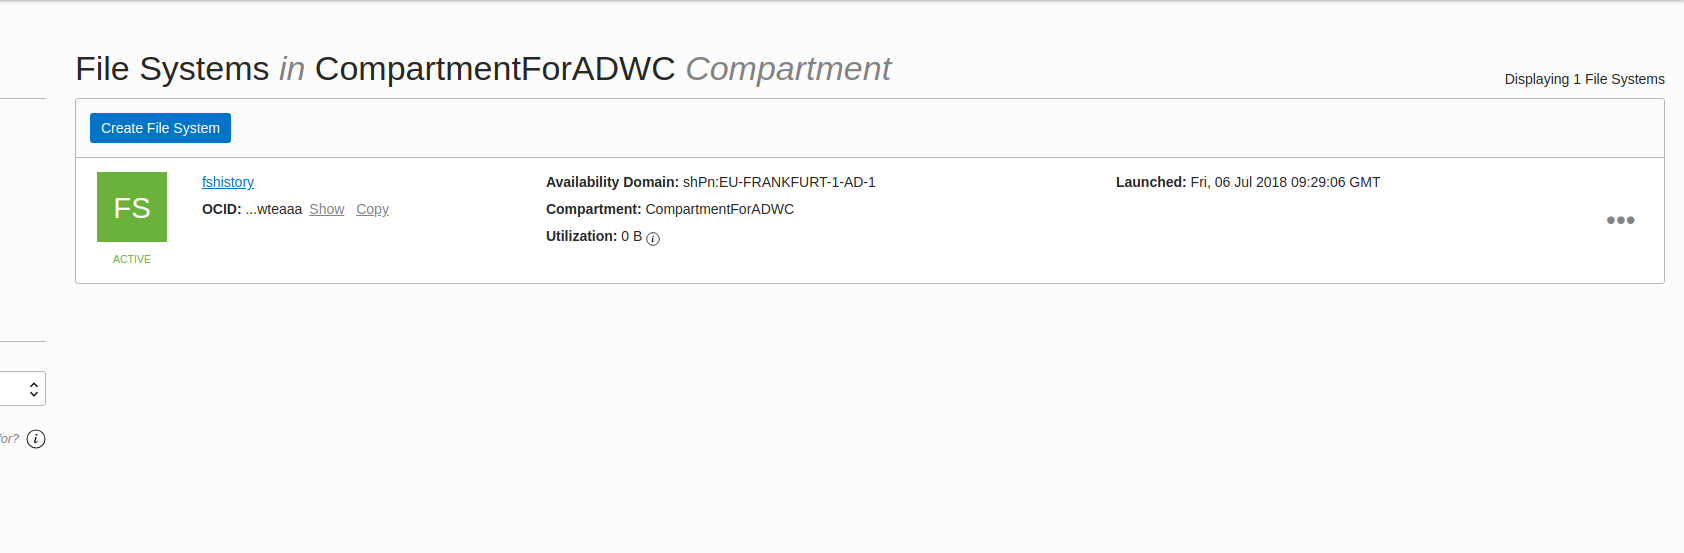 File Systems in CompartmentForADWC Compartment
Displaying 1 File Systems
Create File System
FS
ACTIVE
fshistory
OCID: ...wteaaa Show Copy
Availability Domain: shPn:EU-FRANKFURT-1-AD-1
Compartment: CompartmentForADWC
Utilization: 0 B
Launched: Fri, 06 Jul 2018 09:29:06 GMT
for?